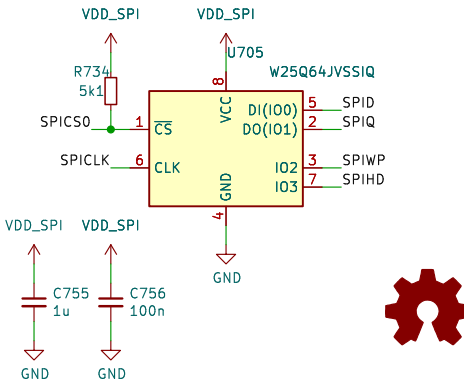 VDD_SPI
VDD_SPI
U705
R734
5k1
W25Q64JVSSIQ
8
VCC
SPICS0
1
CS
DI(IO0)
5
SPID
DO(IO1)
2
SPIQ
SPICLK
6
CLK
IO2
3
SPIWP
IO3
7
SPIHD
GND
4
GND
VDD_SPI
VDD_SPI
C755
1u
C756
100n
GND
GND